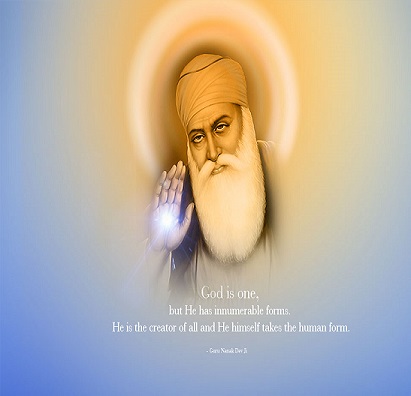 God is one,
but He has innumerable forms.
He is the creator of all and He himself takes the human form.
- Guru Nanak Dev Ji